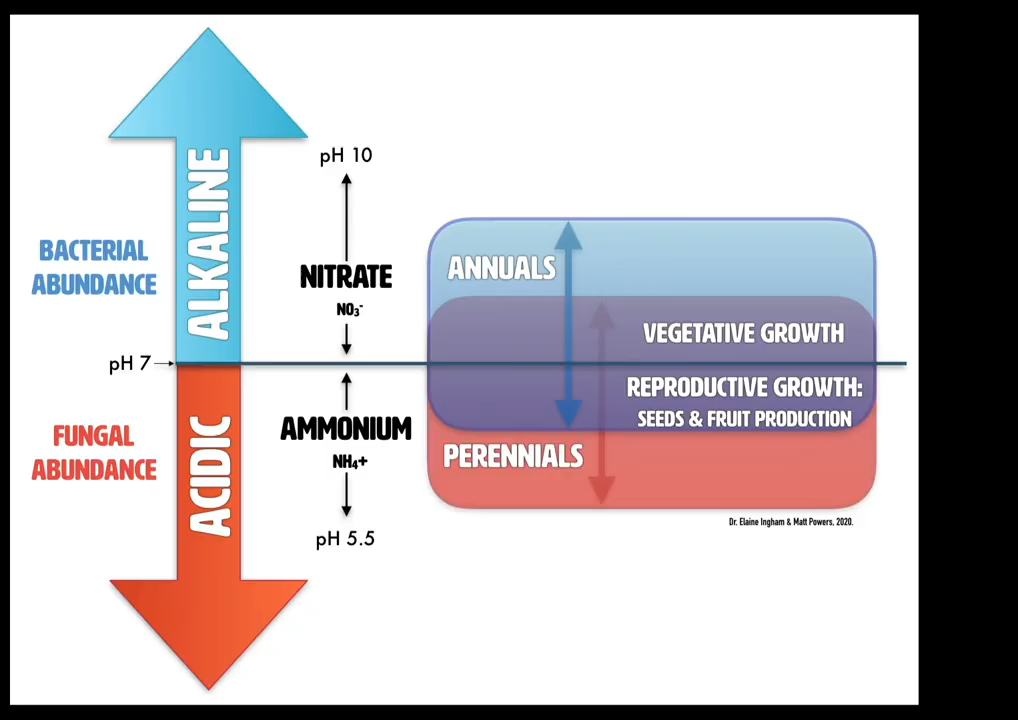 ALKALINE
ACIDIC
BACTERIAL
ABUNDANCE
pH 7
FUNGAL
ABUNDANCE
pH 10
NITRATE
NO₃⁻
AMMONIUM
NH₄+
pH 5.5
ANNUALS
VEGETATIVE GROWTH
REPRODUCTIVE GROWTH:
SEEDS & FRUIT PRODUCTION
PERENNIALS
Dr. Elaine Ingham & Matt Powers, 2020.